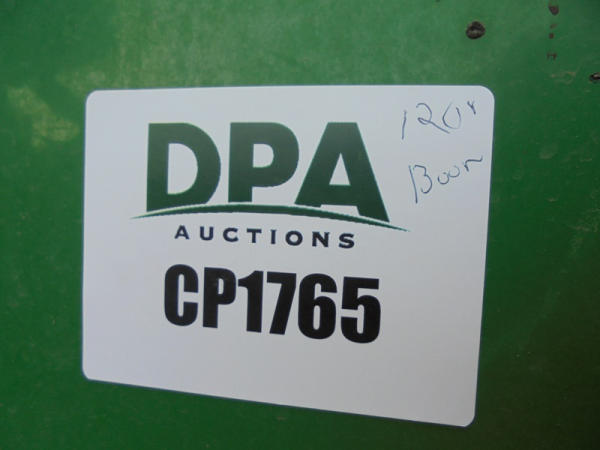 DPA
AUCTIONS
CP1765
120'
Boom